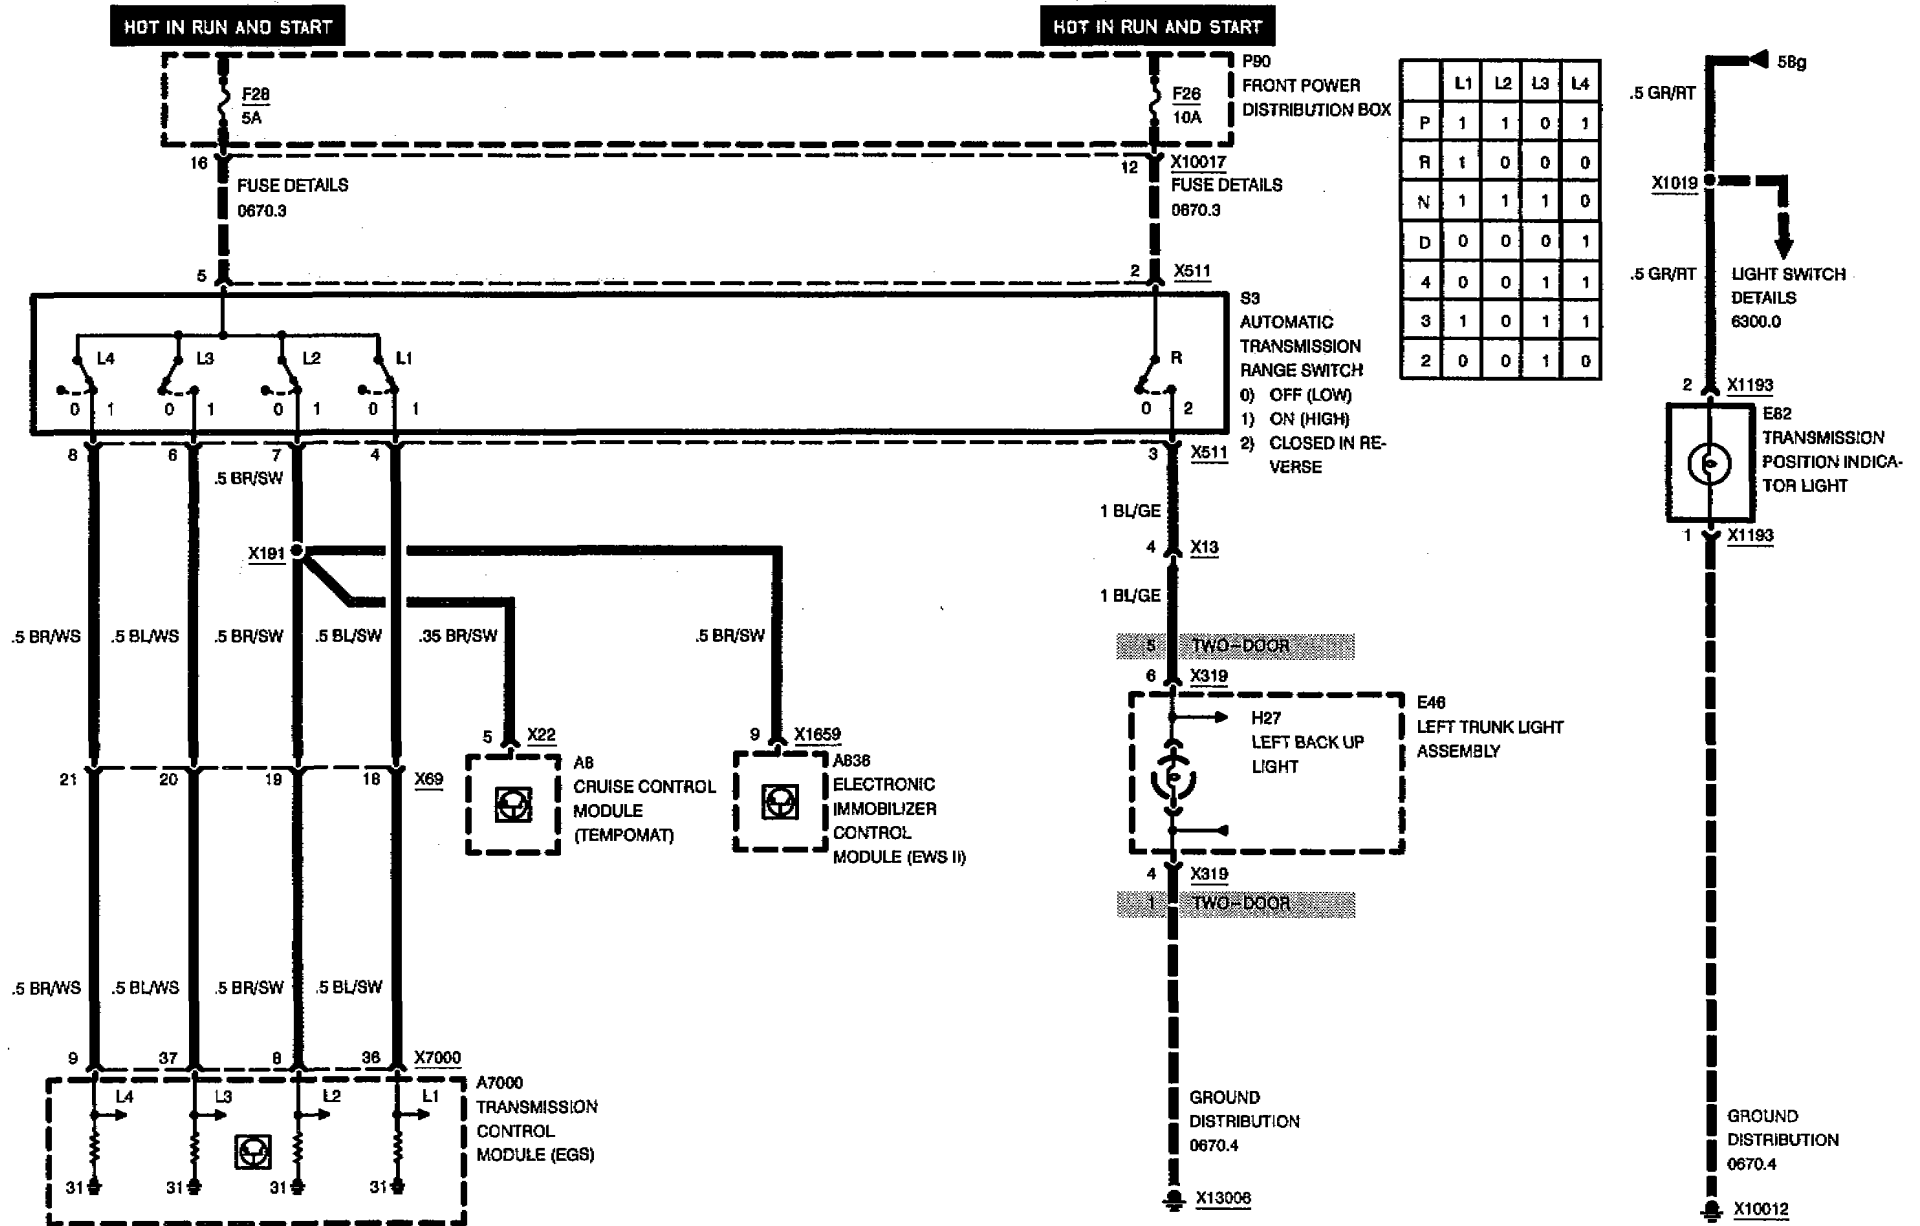 HOT IN RUN AND START
HOT IN RUN AND START
F28
5A
F26
10A
P90
FRONT POWER
DISTRIBUTION BOX
16
FUSE DETAILS
0670.3
12
X10017
FUSE DETAILS
0670.3
5
2
X511
L1 L2 L3 L4
P 1 1 0 1
R 1 0 0 0
N 1 1 1 0
D 0 0 0 1
4 0 0 1 1
3 1 0 1 1
2 0 0 1 0
58g
.5 GR/RT
X1019
.5 GR/RT
LIGHT SWITCH
DETAILS
6300.0
L4 L3 L2 L1 R
0 1 0 1 0 1 0 1 0 2
S3
AUTOMATIC
TRANSMISSION
RANGE SWITCH
0) OFF (LOW)
1) ON (HIGH)
2) CLOSED IN RE-
VERSE
2
X1193
E82
TRANSMISSION
POSITION INDICA-
TOR LIGHT
1
X1193
8 6 7 4 3
X511
.5 BR/SW
1 BL/GE
X191
4
X13
1 BL/GE
.5 BR/WS .5 BL/WS .5 BR/SW .5 BL/SW .35 BR/SW .5 BR/SW
5 TWO-DOOR
6
X319
E46
LEFT TRUNK LIGHT
ASSEMBLY
H27
LEFT BACK UP
LIGHT
5
X22
9
X1659
21 20 19 18
X69
A8
CRUISE CONTROL
MODULE
(TEMPOMAT)
A836
ELECTRONIC
IMMOBILIZER
CONTROL
MODULE (EWS II)
4
X319
1 TWO-DOOR
.5 BR/WS .5 BL/WS .5 BR/SW .5 BL/SW
9 37 8 36
X7000
L4 L3 L2 L1
A7000
TRANSMISSION
CONTROL
MODULE (EGS)
31 31 31 31
GROUND
DISTRIBUTION
0670.4
X13006
GROUND
DISTRIBUTION
0670.4
X10012